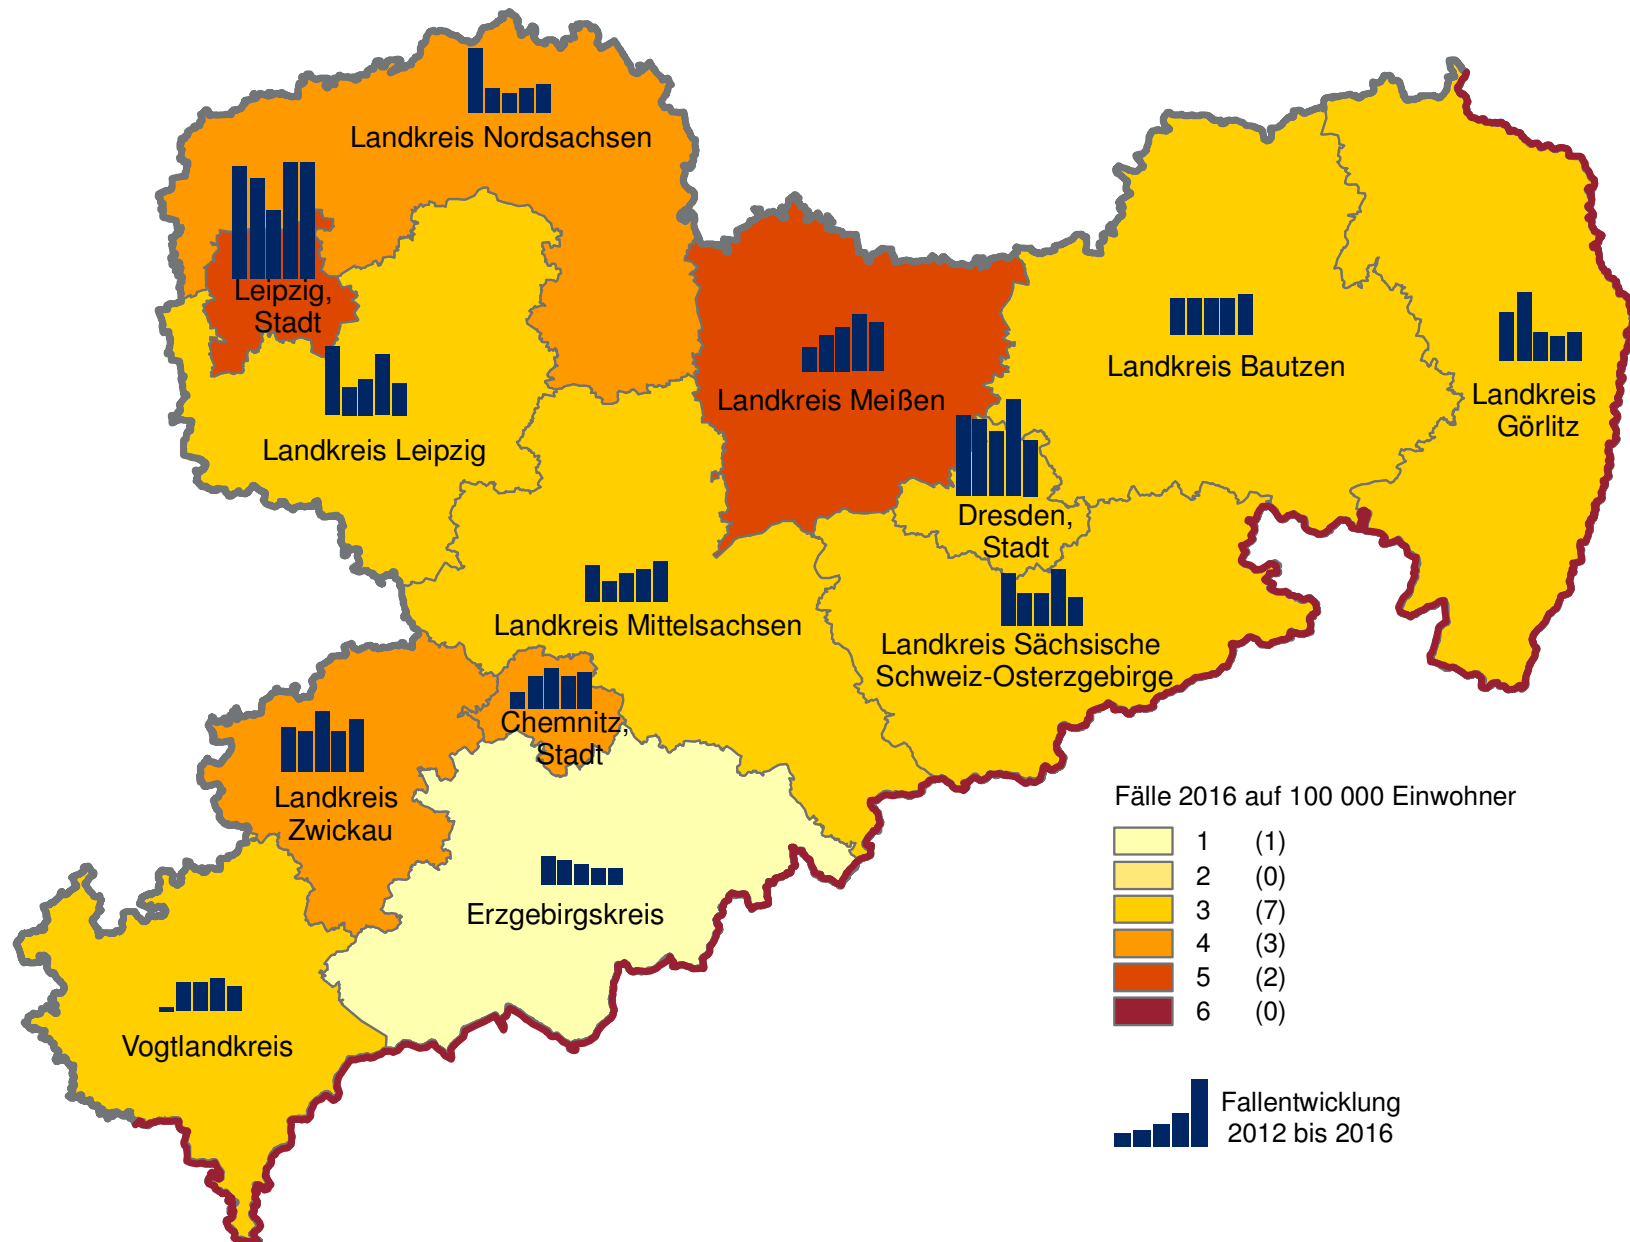 Landkreis Nordsachsen
Leipzig,
Stadt
Landkreis Leipzig
Landkreis Meißen
Landkreis Bautzen
Landkreis
Görlitz
Dresden,
Stadt
Landkreis Mittelsachsen
Landkreis Sächsische
Schweiz-Osterzgebirge
Chemnitz,
Stadt
Landkreis
Zwickau
Erzgebirgskreis
Vogtlandkreis
Fälle 2016 auf 100 000 Einwohner
1 (1)
2 (0)
3 (7)
4 (3)
5 (2)
6 (0)
Fallentwicklung
2012 bis 2016